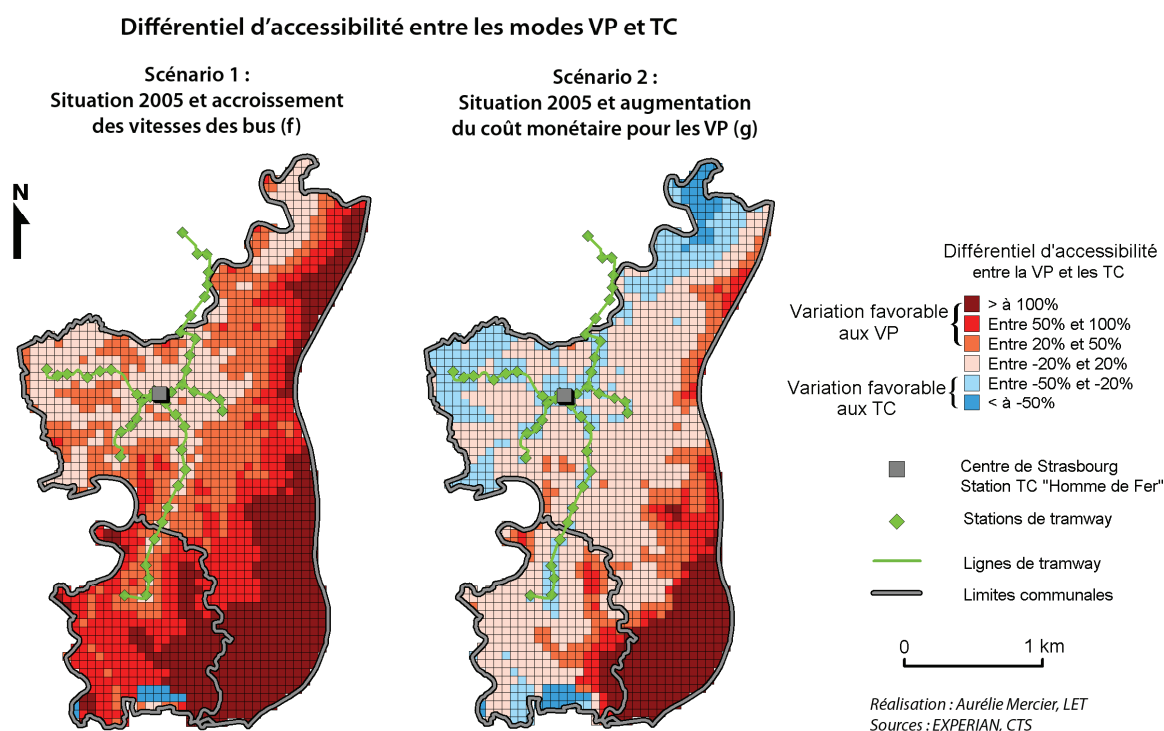 Différentiel d’accessibilité entre les modes VP et TC
Scénario 1 :
Situation 2005 et accroissement
des vitesses des bus (f)
Scénario 2 :
Situation 2005 et augmentation
du coût monétaire pour les VP (g)
N
Différentiel d'accessibilité
entre la VP et les TC
Variation favorable
aux VP
> à 100%
Entre 50% et 100%
Entre 20% et 50%
Entre -20% et 20%
Variation favorable
aux TC
Entre -50% et -20%
< à -50%
Centre de Strasbourg
Station TC "Homme de Fer"
Stations de tramway
Lignes de tramway
Limites communales
0 1 km
Réalisation : Aurélie Mercier, LET
Sources : EXPERIAN, CTS